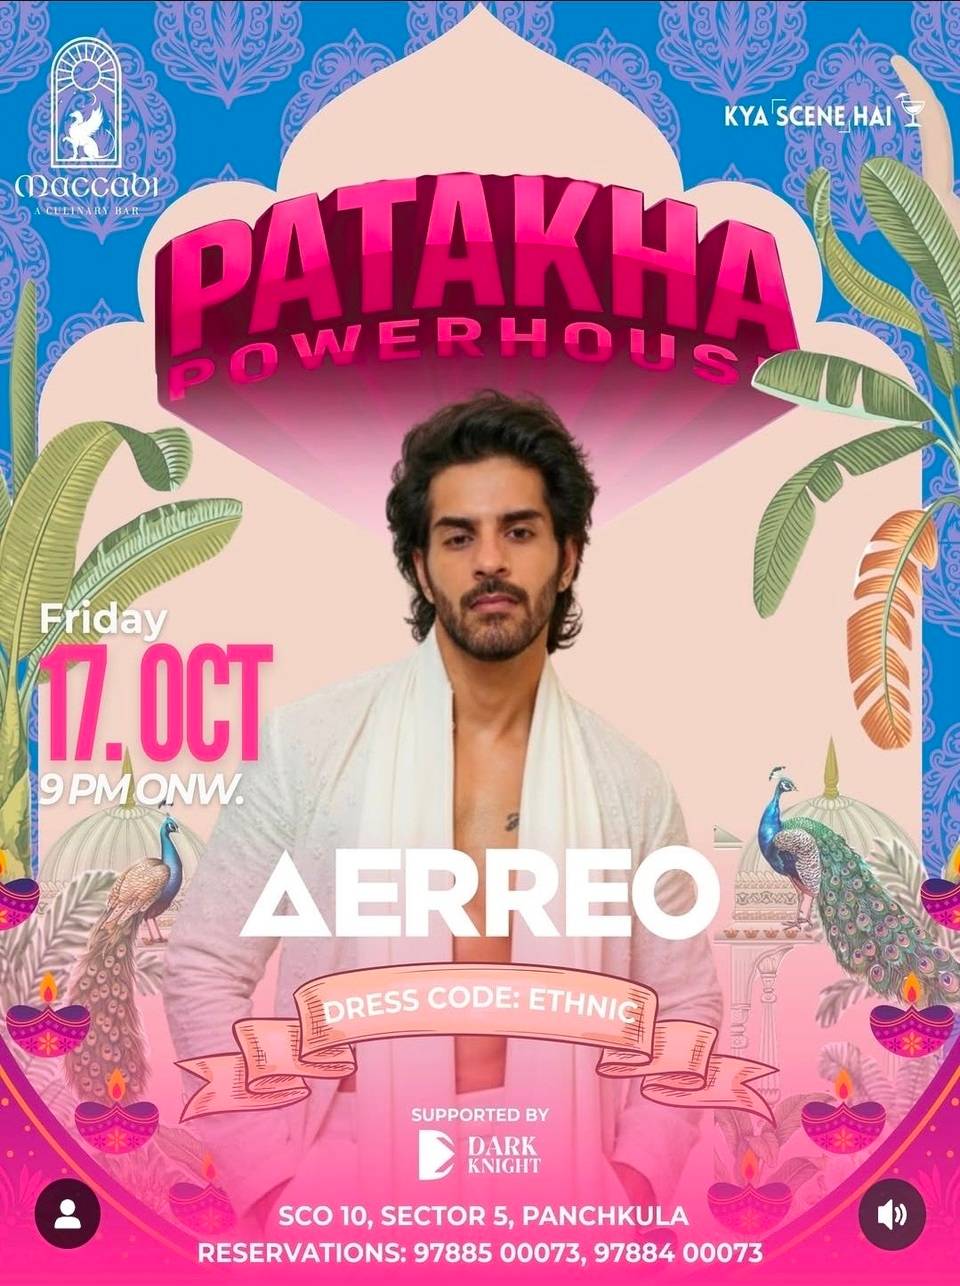 Maccabi
A CULINARY BAR
KYA SCENE HAI
PATAKHA
POWERHOUSE
Friday
17. OCT
9 PM ONW.
AERREO
DRESS CODE: ETHNIC
SUPPORTED BY
DARK
KNIGHT
SCO 10, SECTOR 5, PANCHKULA
RESERVATIONS: 97885 00073, 97884 00073